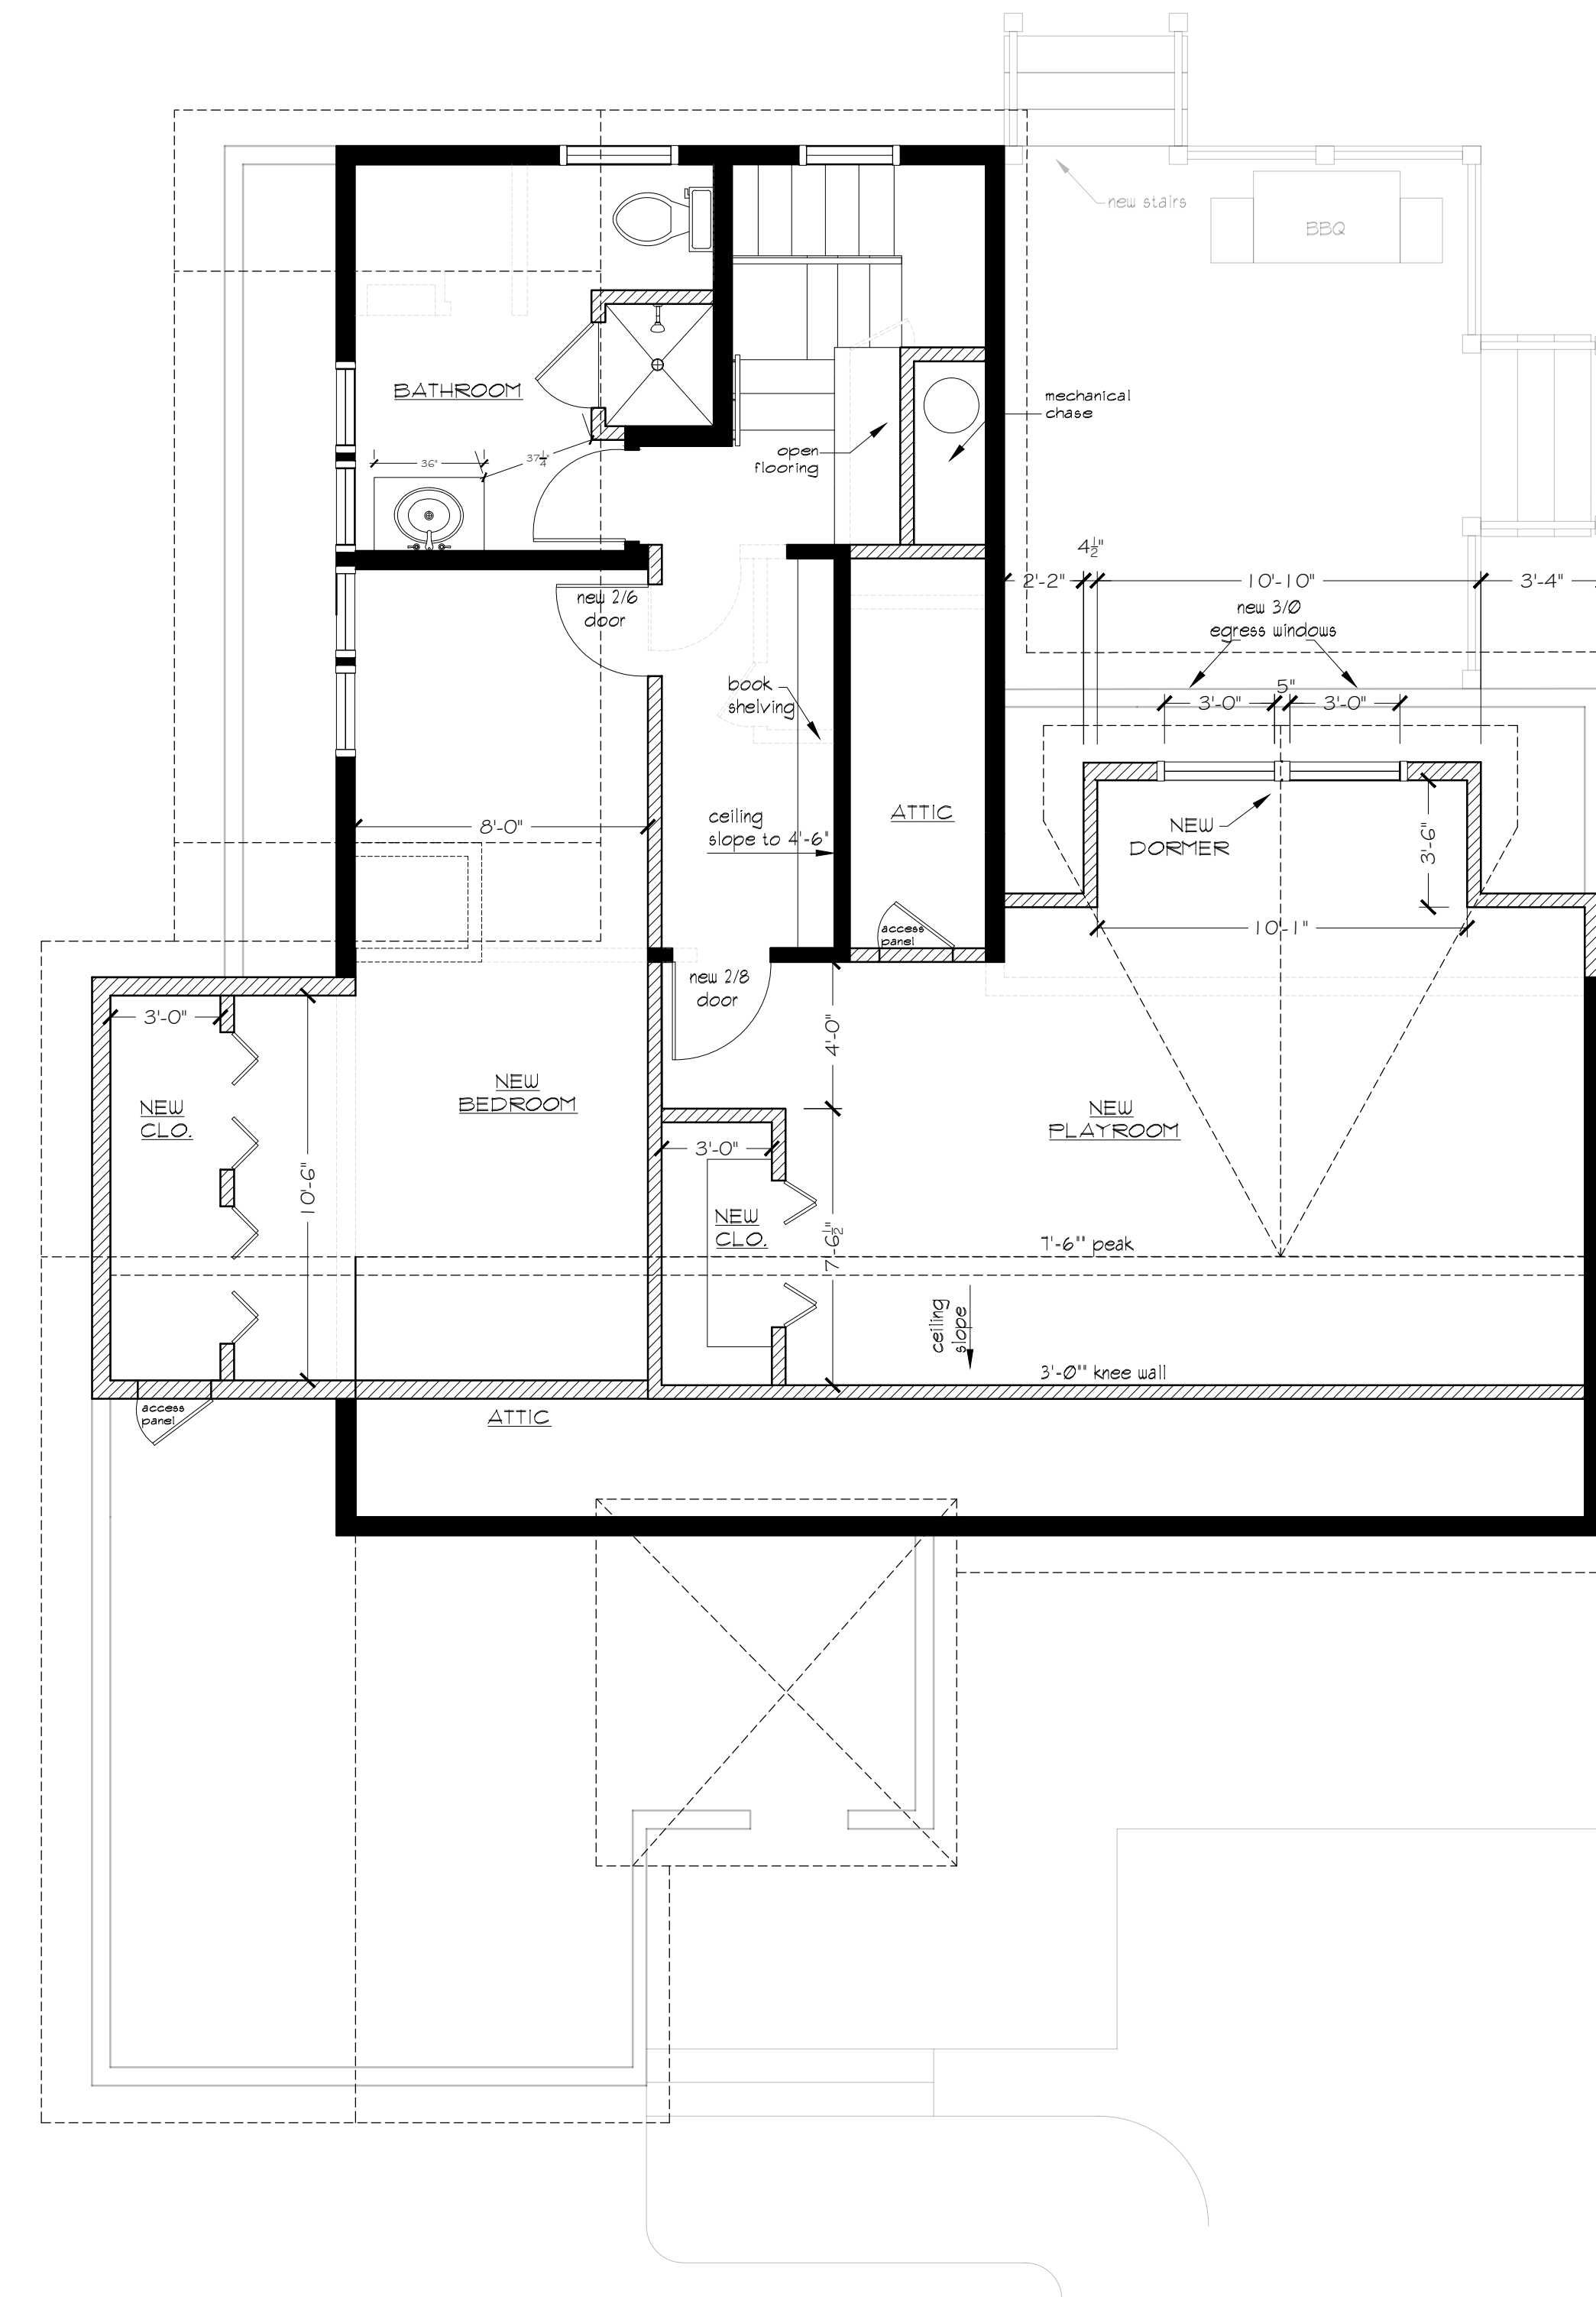 new stairs
BBQ
BATHROOM
mechanical
chase
open
flooring
36"
37 1/4"
4 1/2"
2'-2"
10'-10"
3'-4"
new 2/6
door
new 3/0
egress windows
book
shelving
5"
3'-0"
3'-0"
ATTIC
ceiling
slope to 4'-6"
8'-0"
NEW
DORMER
3'-6"
access
panel
10'-1"
new 2/8
door
3'-0"
4'-0"
NEW
BEDROOM
NEW
CLO.
NEW
PLAYROOM
3'-0"
10'-6"
NEW
CLO.
7'-6 1/2"
7'-6"" peak
ceiling
slope
3'-0"" knee wall
access
panel
ATTIC